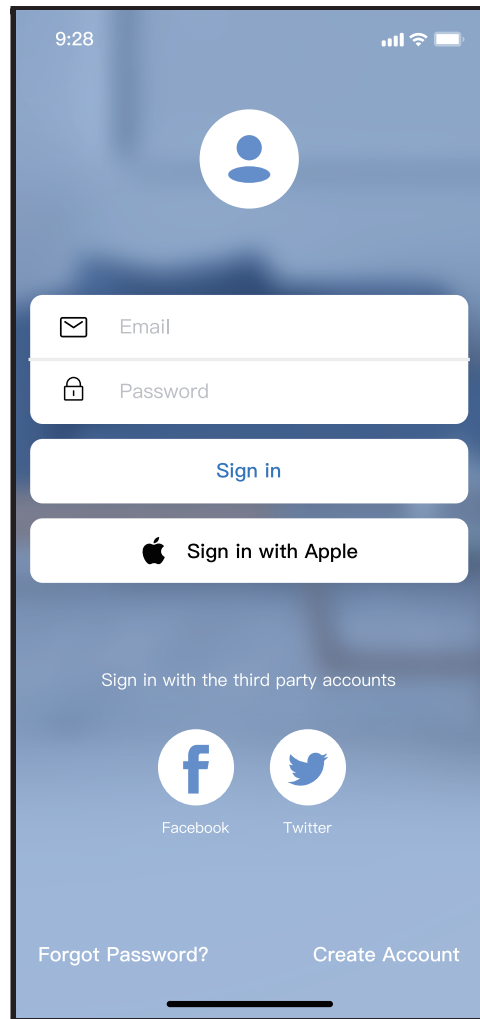 9:28
Email
Password
Sign in
Sign in with Apple
Sign in with the third party accounts
Facebook
Twitter
Forgot Password?
Create Account